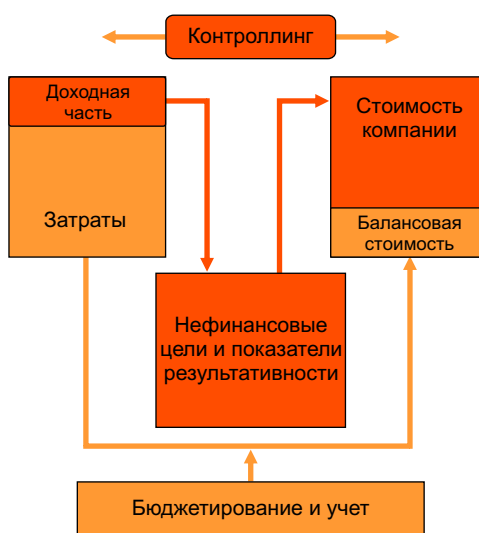 Контроллинг
Доходная
часть
Затраты
Стоимость
компании
Балансовая
стоимость
Нефинансовые
цели и показатели
результативности
Бюджетирование и учет